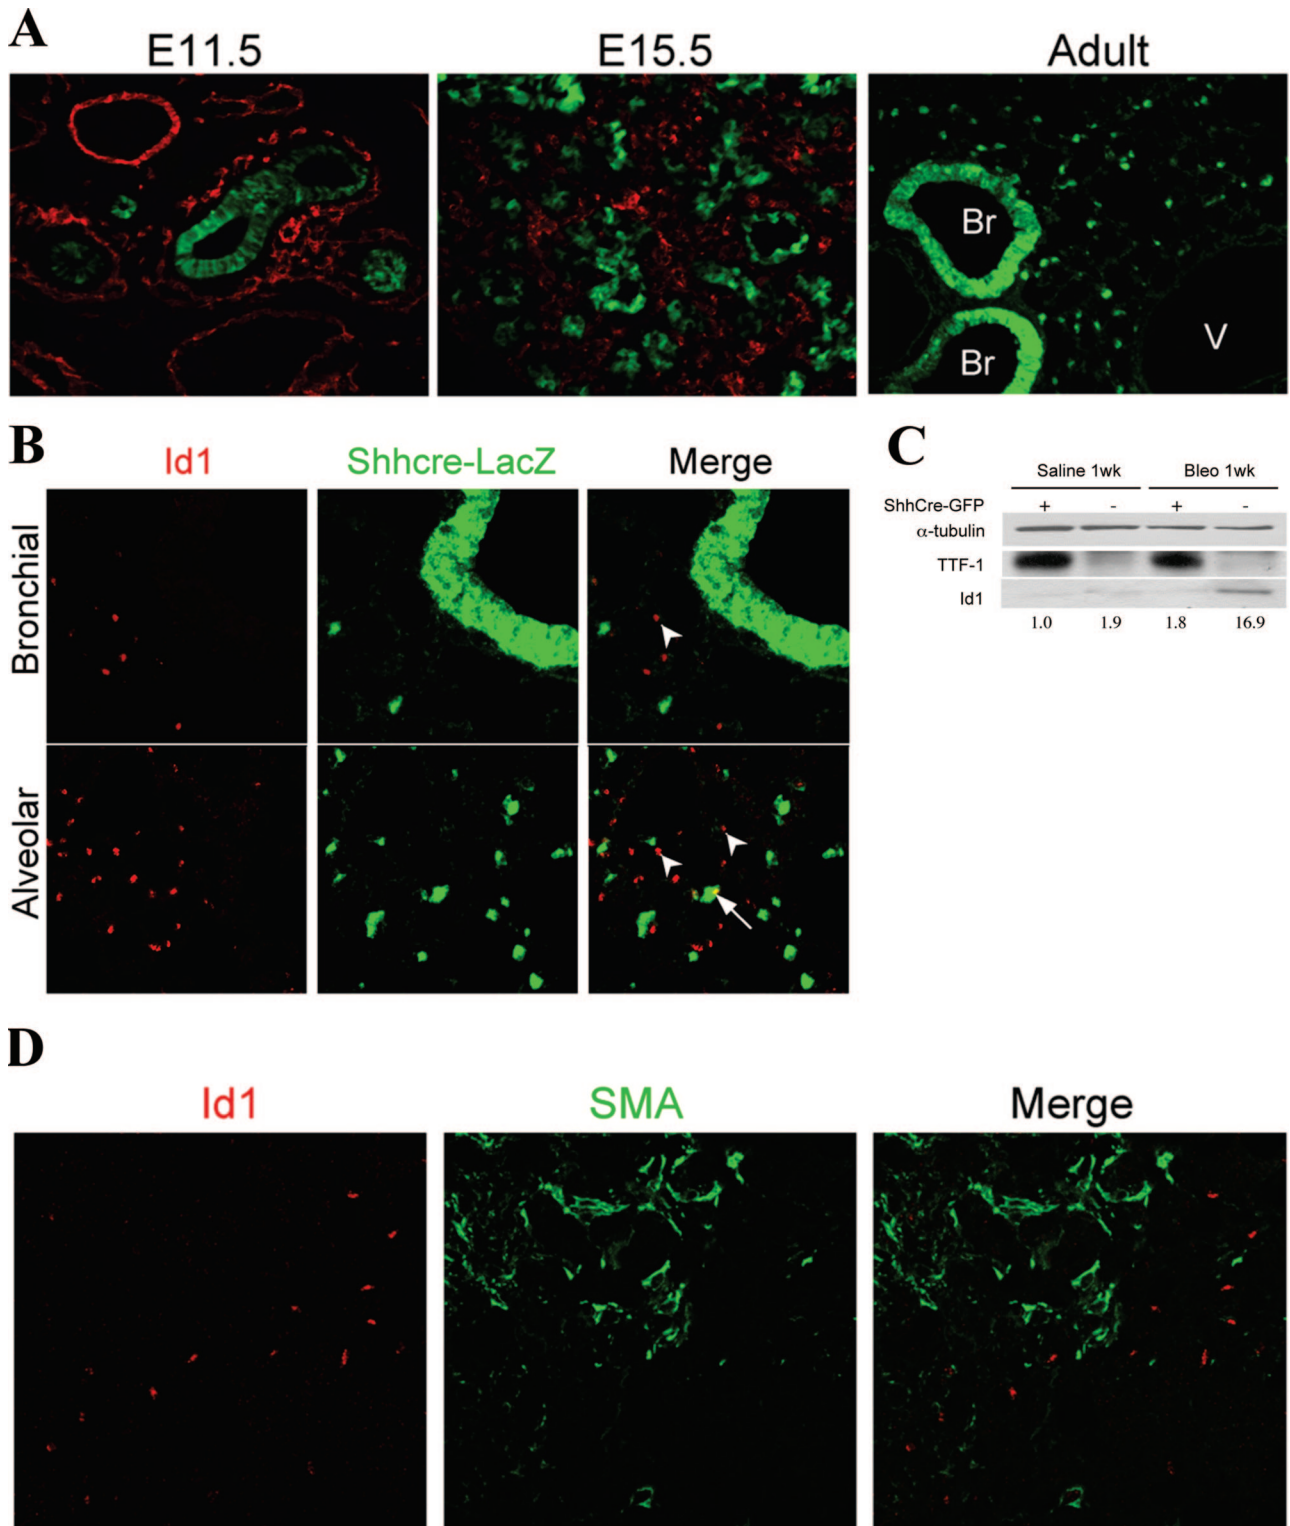 A
E11.5 E15.5 Adult
Br
Br
V
B
Id1 Shhcre-LacZ Merge
Bronchial
Alveolar
C
Saline 1wk Bleo 1wk
ShhCre-GFP + - + -
α-tubulin
TTF-1
Id1
1.0 1.9 1.8 16.9
D
Id1 SMA Merge